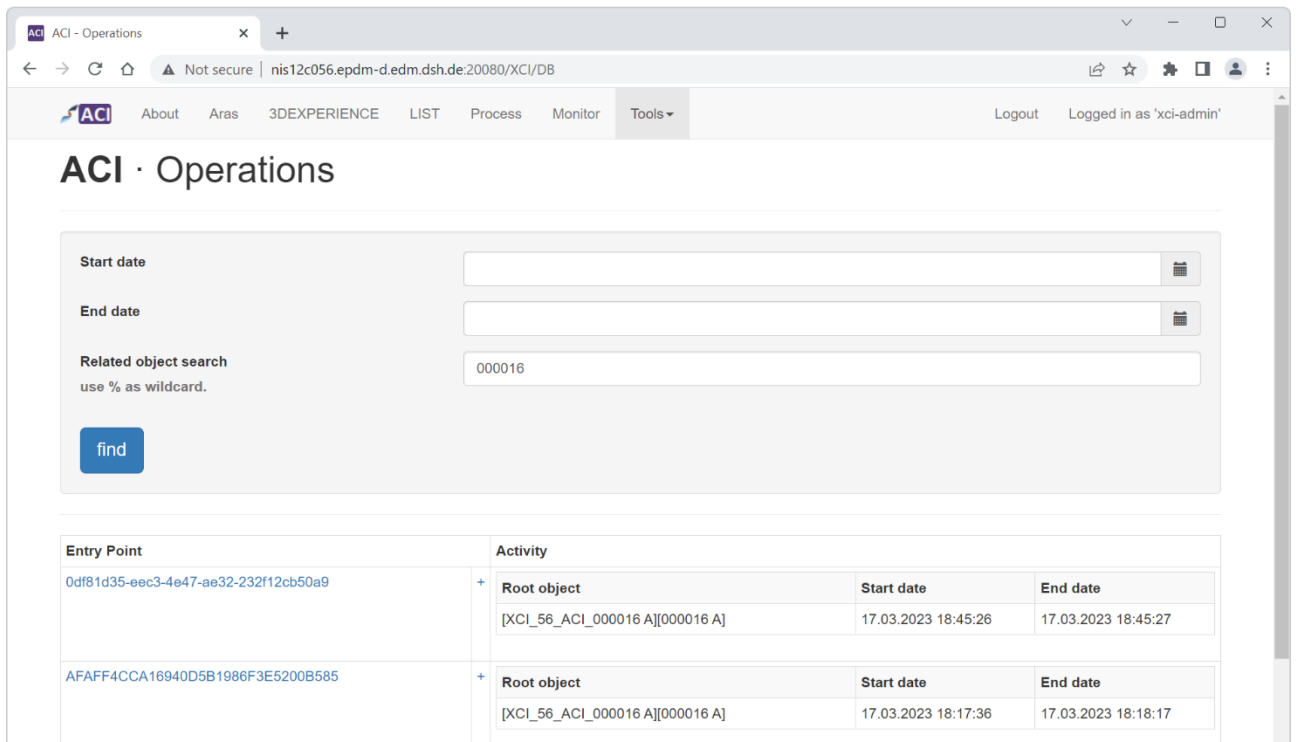 ACI ACI - Operations
Not secure | nis12c056.epdm-d.edm.dsh.de:20080/XCI/DB
ACI About Aras 3DEXPERIENCE LIST Process Monitor Tools Logout Logged in as 'xci-admin'
ACI · Operations
Start date
End date
Related object search 000016
use % as wildcard.
find
Entry Point Activity
0df81d35-eec3-4e47-ae32-232f12cb50a9 + Root object Start date End date
[XCI_56_ACI_000016 A][000016 A] 17.03.2023 18:45:26 17.03.2023 18:45:27
AFAFF4CCA16940D5B1986F3E5200B585 + Root object Start date End date
[XCI_56_ACI_000016 A][000016 A] 17.03.2023 18:17:36 17.03.2023 18:18:17